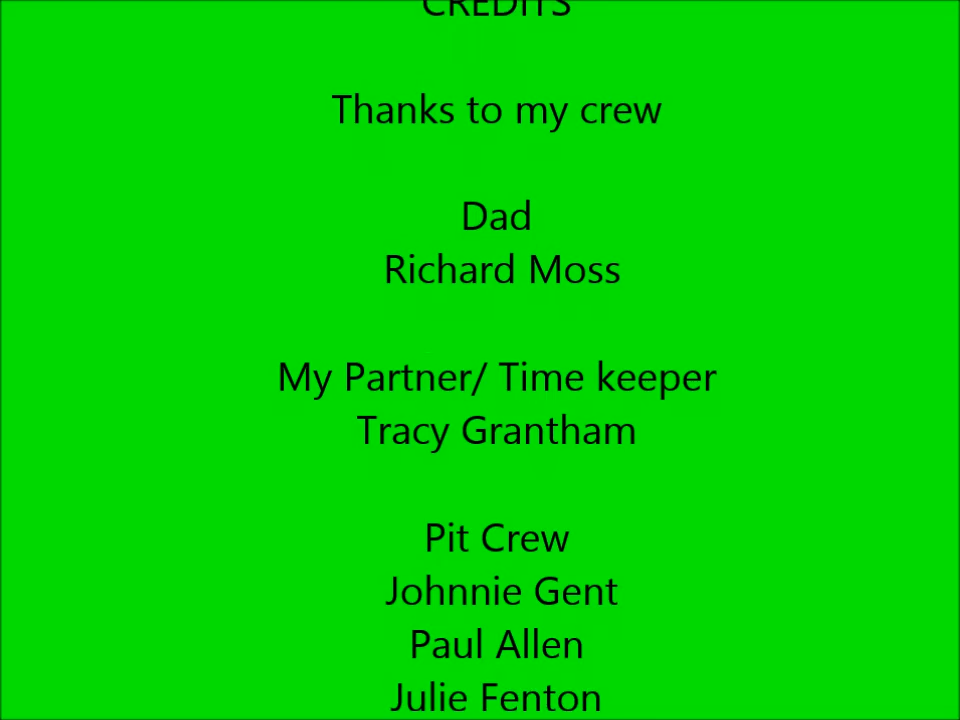 CREDITS
Thanks to my crew
Dad
Richard Moss
My Partner/ Time keeper
Tracy Grantham
Pit Crew
Johnnie Gent
Paul Allen
Julie Fenton